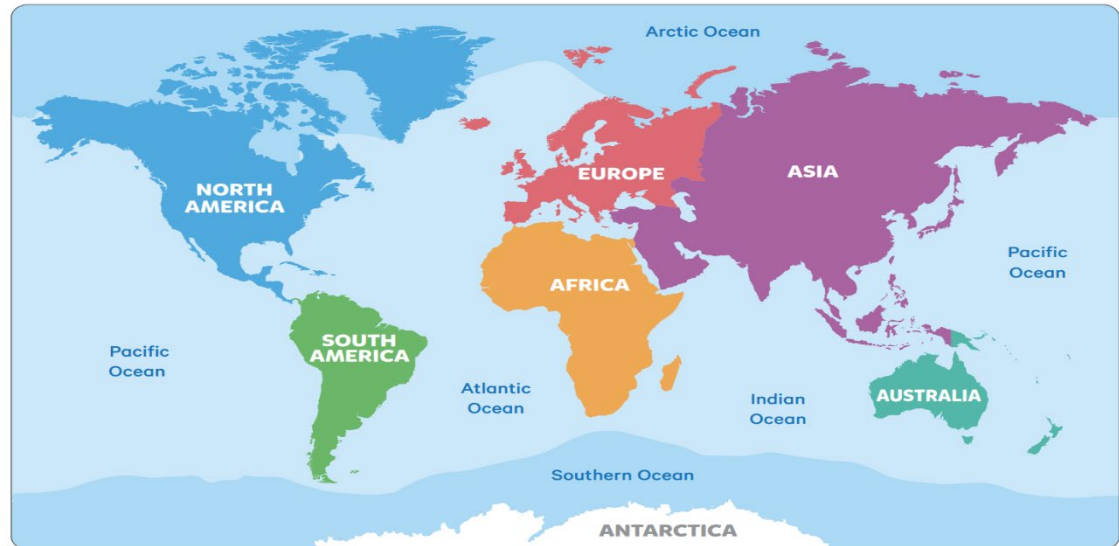 Arctic Ocean
NORTH
AMERICA
EUROPE
ASIA
Pacific
Ocean
AFRICA
SOUTH
AMERICA
Pacific
Ocean
Atlantic
Ocean
Indian
Ocean
AUSTRALIA
Southern Ocean
ANTARCTICA